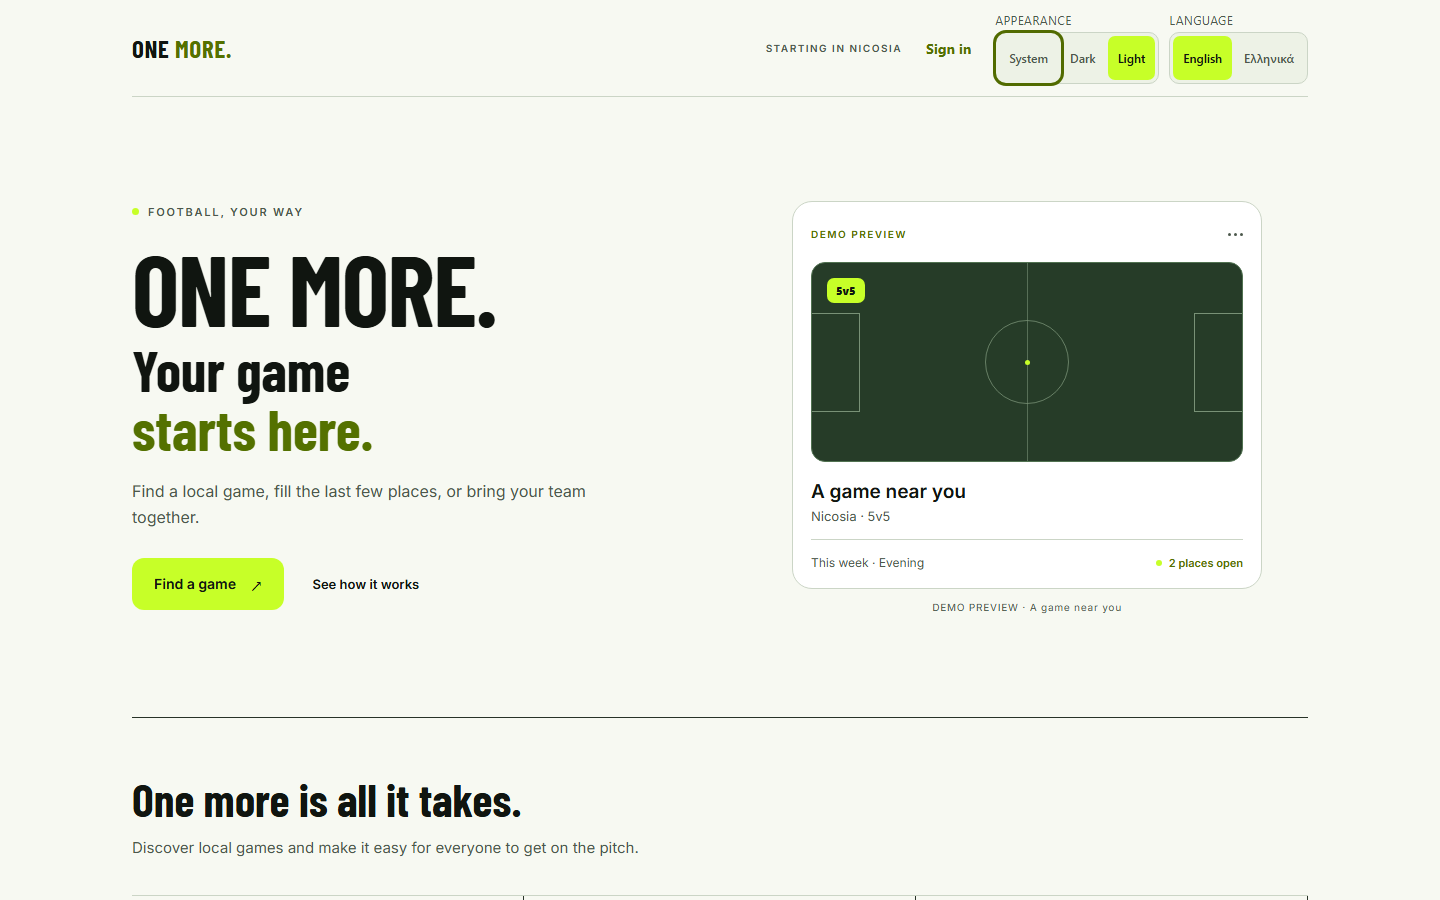 ONE MORE.
STARTING IN NICOSIA
Sign in
APPEARANCE
System
Dark
Light
LANGUAGE
English
Ελληνικά
FOOTBALL, YOUR WAY
ONE MORE.
Your game
starts here.
Find a local game, fill the last few places, or bring your team
together.
Find a game ↗
See how it works
DEMO PREVIEW
5v5
A game near you
Nicosia · 5v5
This week · Evening
2 places open
DEMO PREVIEW · A game near you
One more is all it takes.
Discover local games and make it easy for everyone to get on the pitch.